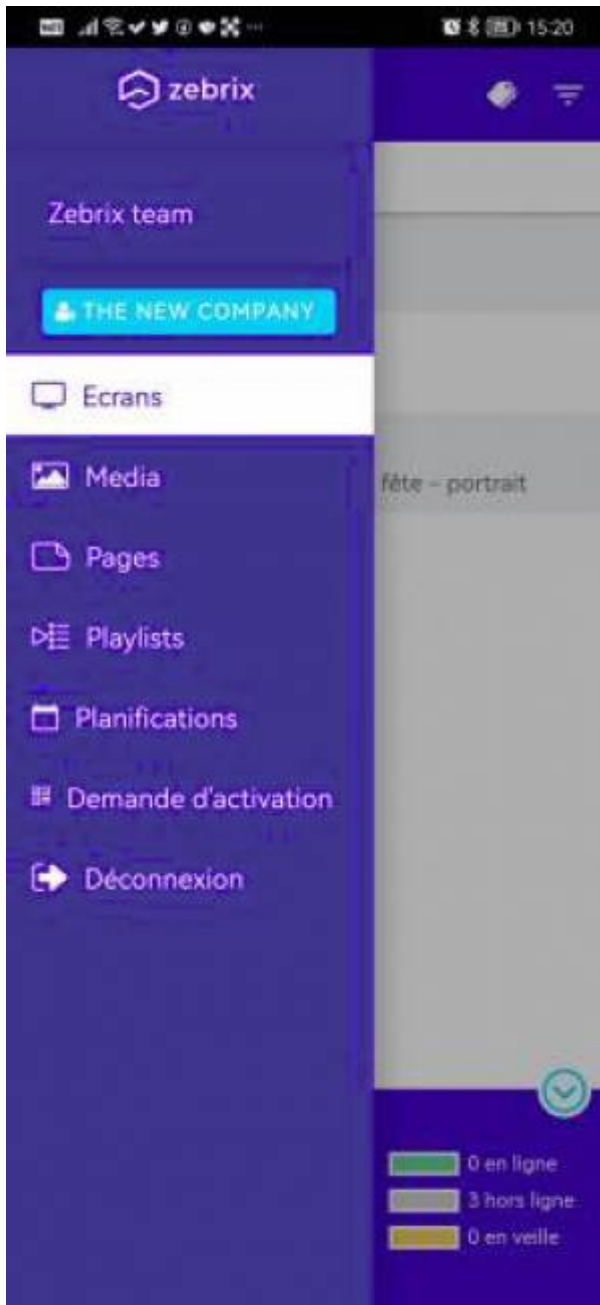 15:20
zebrix
Zebrix team
THE NEW COMPANY
Ecrans
Media
fête - portrait
Pages
Playlists
Planifications
Demande d'activation
Déconnexion
0 en ligne
3 hors ligne
0 en veille